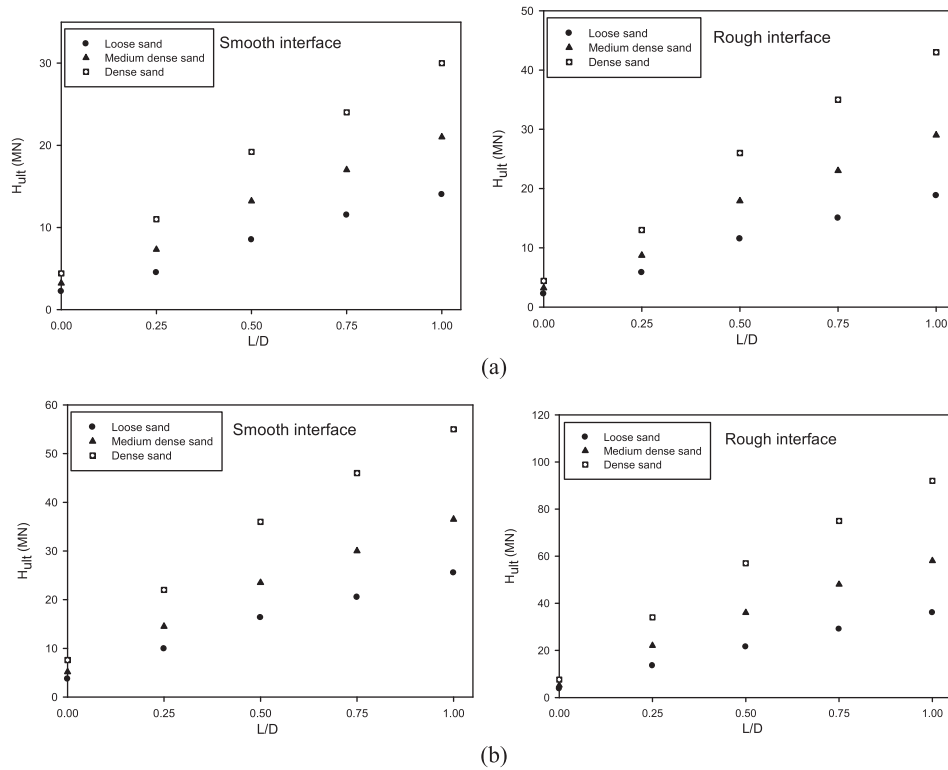 Smooth interface
Loose sand
Medium dense sand
Dense sand
H_ult (MN)
30
20
10
0
0.00 0.25 0.50 0.75 1.00
L/D
Rough interface
Loose sand
Medium dense sand
Dense sand
H_ult (MN)
50
40
30
20
10
0
0.00 0.25 0.50 0.75 1.00
L/D
(a)
Smooth interface
Loose sand
Medium dense sand
Dense sand
H_ult (MN)
60
50
40
30
20
10
0
0.00 0.25 0.50 0.75 1.00
L/D
Rough interface
Loose sand
Medium dense sand
Dense sand
H_ult (MN)
120
100
80
60
40
20
0
0.00 0.25 0.50 0.75 1.00
L/D
(b)